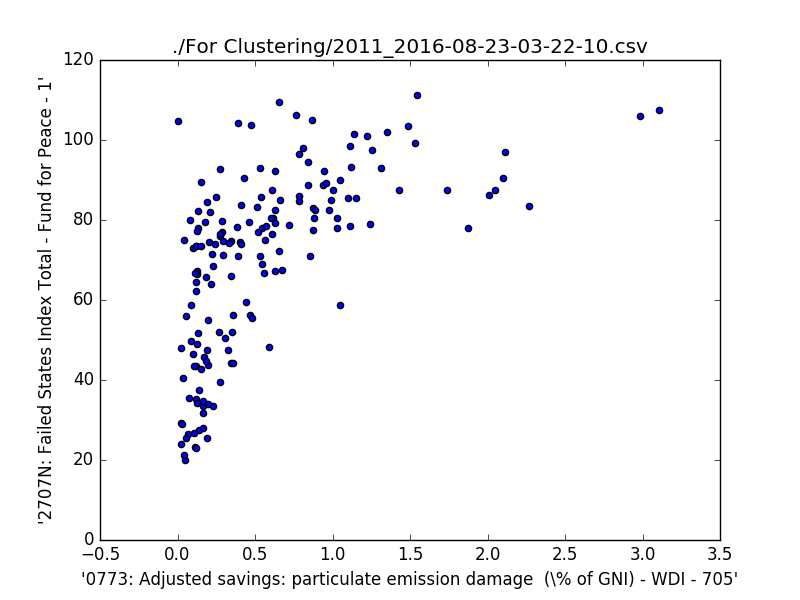 ./For Clustering/2011_2016-08-23-03-22-10.csv
120
100
80
60
40
20
0
'2707N: Failed States Index Total - Fund for Peace - 1'
−0.5 0.0 0.5 1.0 1.5 2.0 2.5 3.0 3.5
'0773: Adjusted savings: particulate emission damage  (\% of GNI) - WDI - 705'